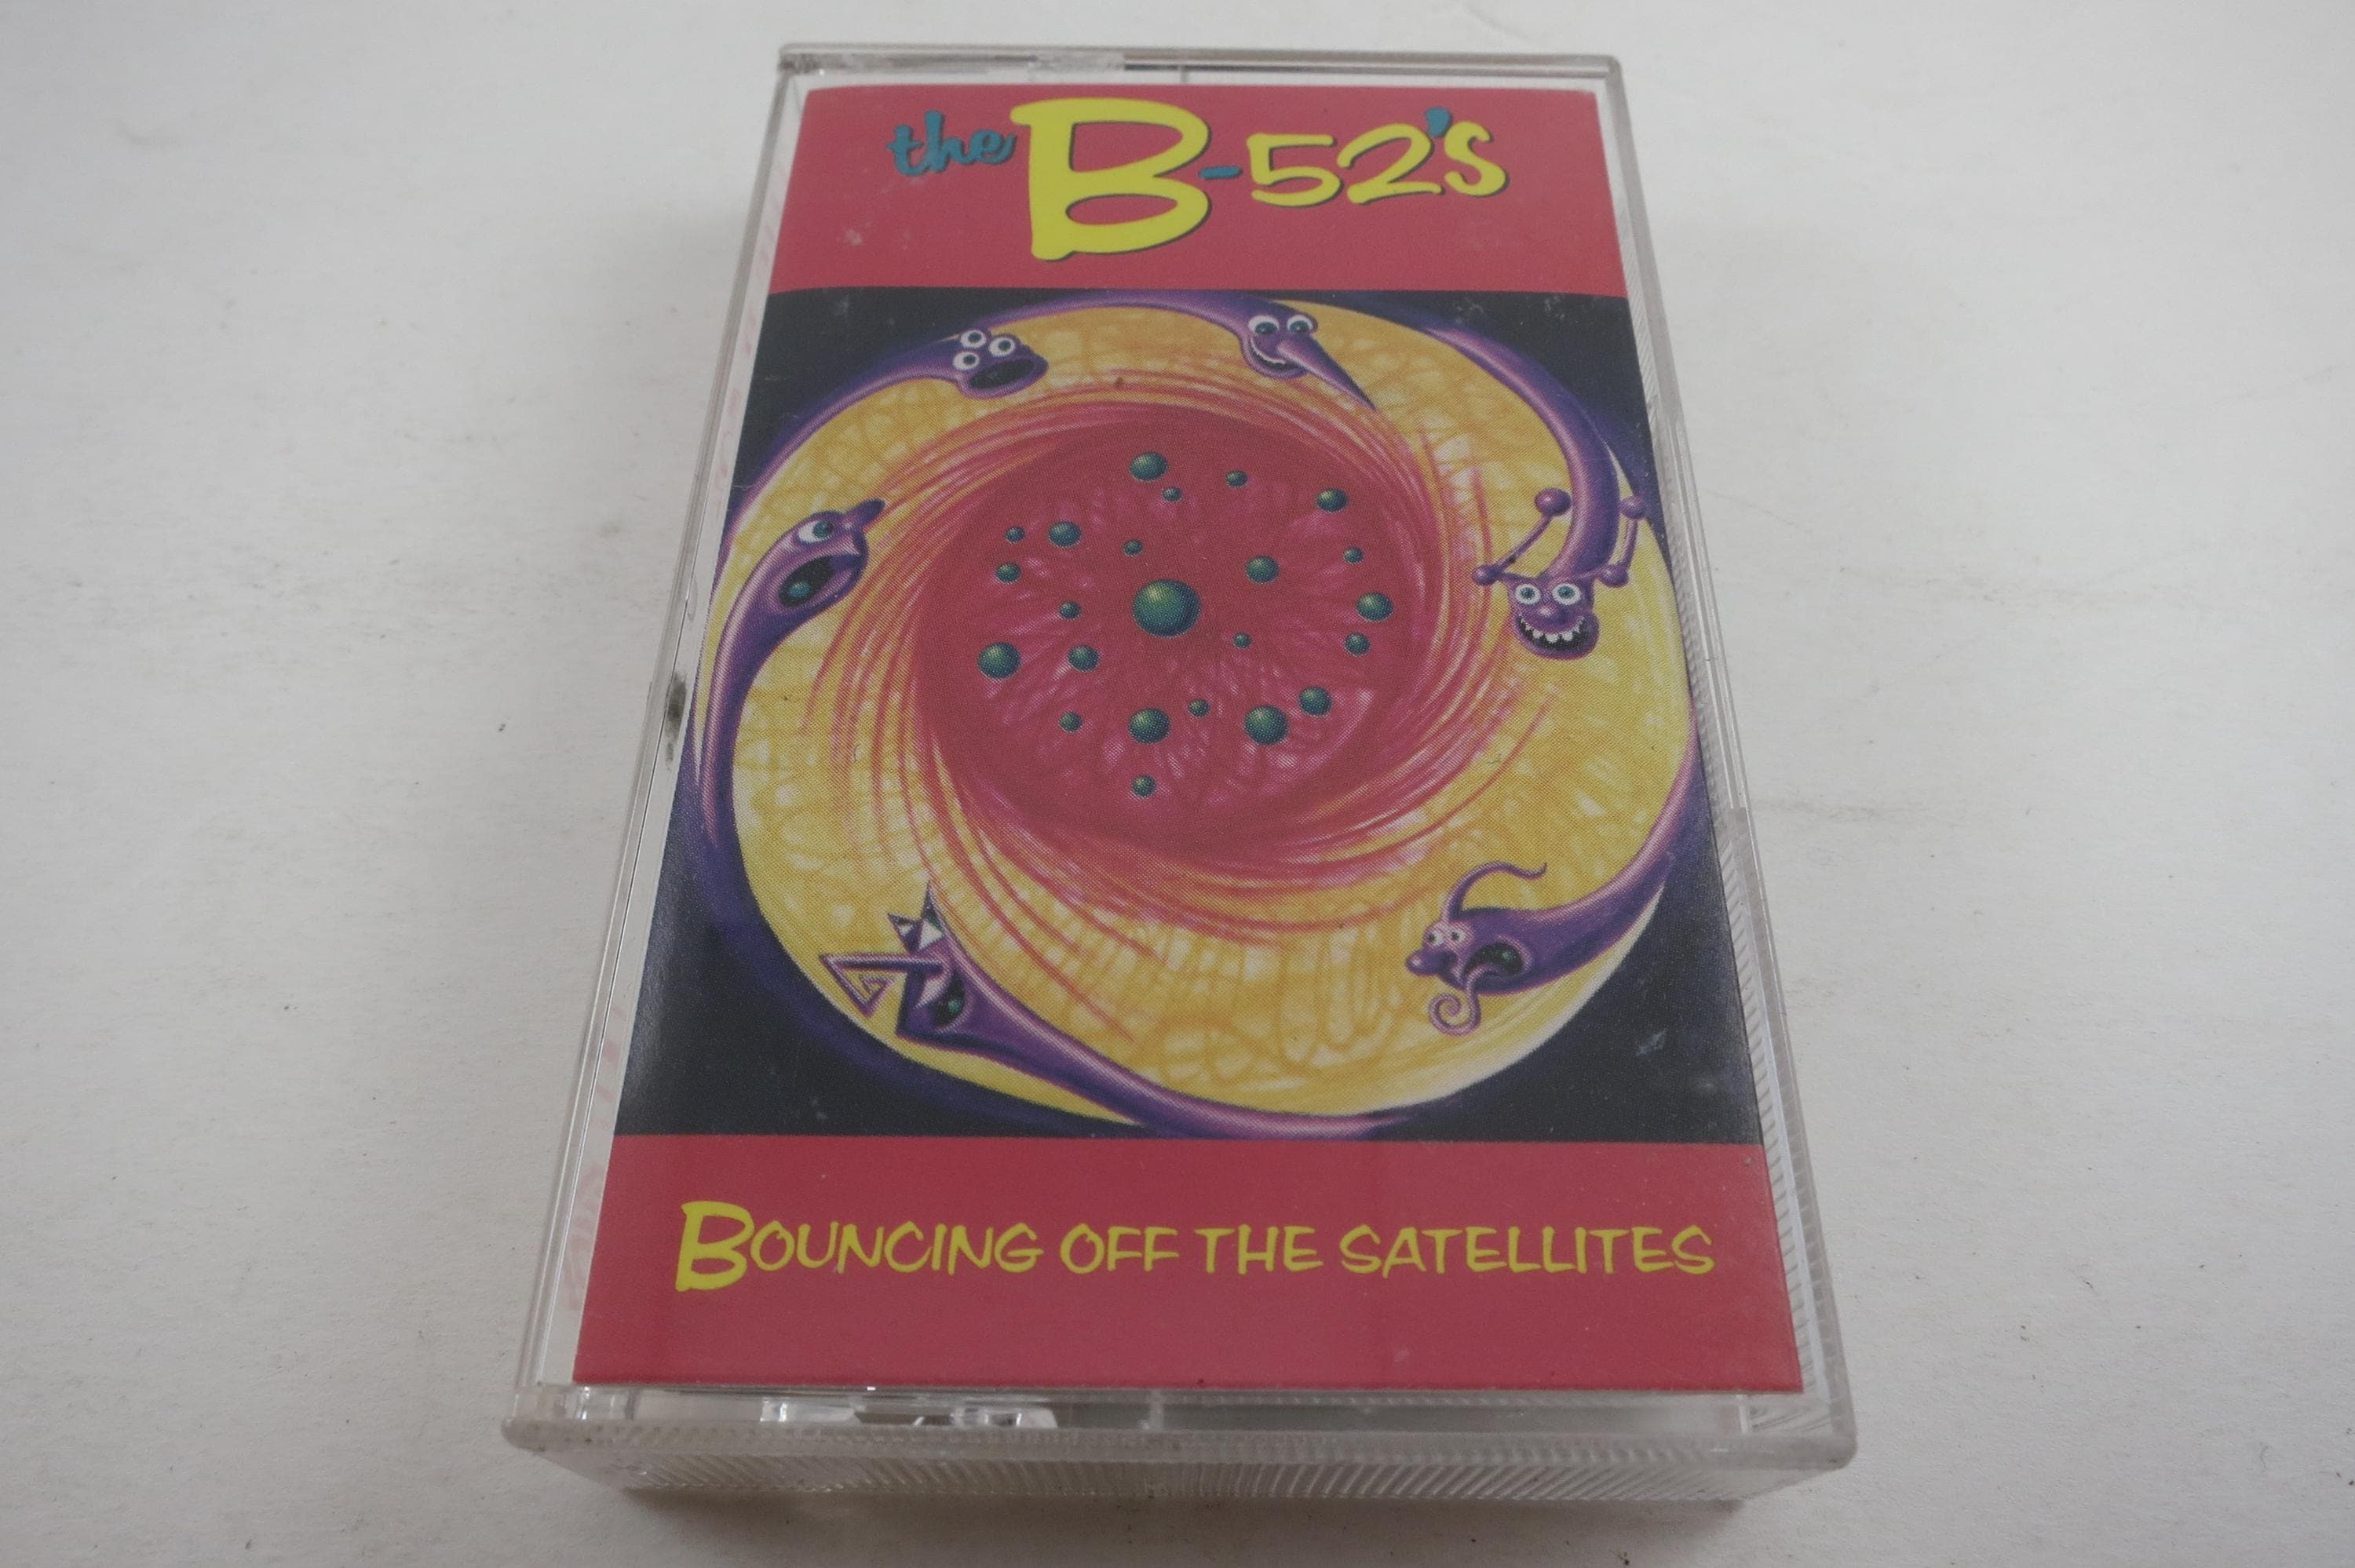 the B-52's
BOUNCING OFF THE SATELLITES